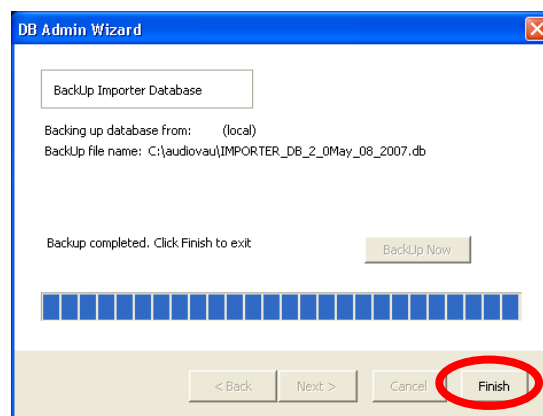 DB Admin Wizard
BackUp Importer Database
Backing up database from: (local)
BackUp file name: C:\audiovau\IMPORTER_DB_2_0May_08_2007.db
Backup completed. Click Finish to exit
BackUp Now
< Back Next > Cancel Finish